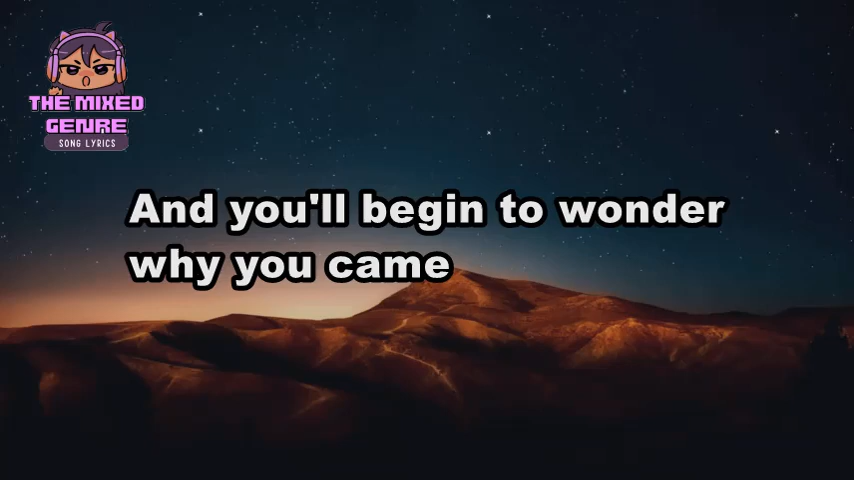 THE MIXED
GENRE
SONG LYRICS
And you'll begin to wonder
why you came